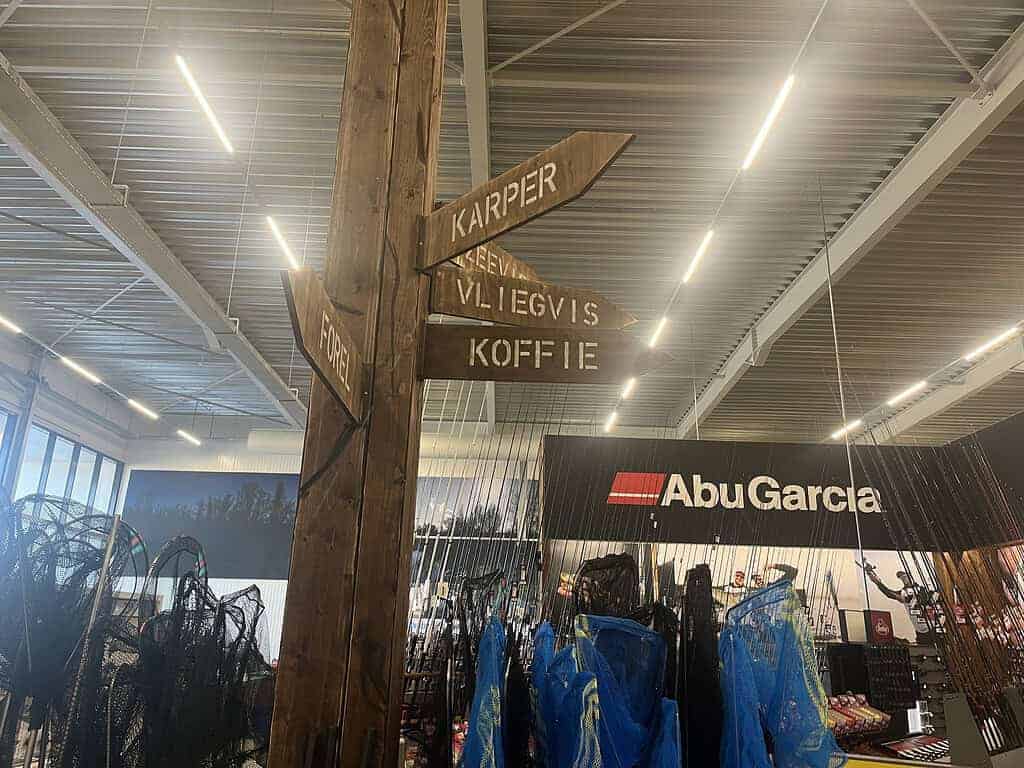 KARPER
VLIEGVIS
KOFFIE
FOREL
AbuGarcia